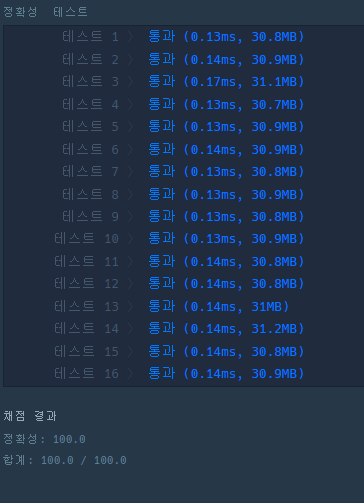 정확성  테스트
테스트 1 〉 통과 (0.13ms, 30.8MB)
테스트 2 〉 통과 (0.14ms, 30.9MB)
테스트 3 〉 통과 (0.17ms, 31.1MB)
테스트 4 〉 통과 (0.13ms, 30.7MB)
테스트 5 〉 통과 (0.13ms, 30.9MB)
테스트 6 〉 통과 (0.14ms, 30.9MB)
테스트 7 〉 통과 (0.13ms, 30.8MB)
테스트 8 〉 통과 (0.13ms, 30.9MB)
테스트 9 〉 통과 (0.13ms, 30.8MB)
테스트 10 〉 통과 (0.13ms, 30.9MB)
테스트 11 〉 통과 (0.14ms, 30.8MB)
테스트 12 〉 통과 (0.14ms, 30.8MB)
테스트 13 〉 통과 (0.14ms, 31MB)
테스트 14 〉 통과 (0.14ms, 31.2MB)
테스트 15 〉 통과 (0.14ms, 30.8MB)
테스트 16 〉 통과 (0.14ms, 30.9MB)
채점 결과
정확성: 100.0
합계: 100.0 / 100.0